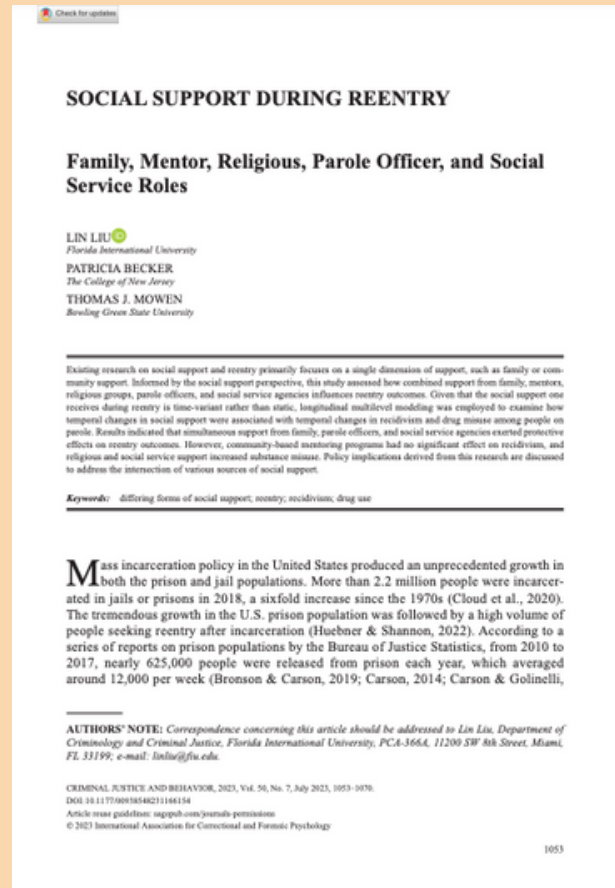 Check for updates
SOCIAL SUPPORT DURING REENTRY
Family, Mentor, Religious, Parole Officer, and Social
Service Roles
LIN LIU
Florida International University
PATRICIA BECKER
The College of New Jersey
THOMAS J. MOWEN
Bowling Green State University
Existing research on social support and reentry primarily focuses on a single dimension of support, such as family or com-
munity support. Informed by the social support perspective, this study assessed how combined support from family, mentors,
religious groups, parole officers, and social service agencies influences reentry outcomes. Given that the social support one
receives during reentry is time-variant rather than static, longitudinal multilevel modeling was employed to examine how
temporal changes in social support were associated with temporal changes in recidivism and drug misuse among people on
parole. Results indicated that simultaneous support from family, parole officers, and social service agencies exerted protective
effects on reentry outcomes. However, community-based mentoring programs had no significant effect on recidivism, and
religious and social service support increased substance misuse. Policy implications derived from this research are discussed
to address the intersection of various sources of social support.
Keywords: differing forms of social support; reentry; recidivism; drug use
Mass incarceration policy in the United States produced an unprecedented growth in
both the prison and jail populations. More than 2.2 million people were incarcer-
ated in jails or prisons in 2018, a sixfold increase since the 1970s (Cloud et al., 2020).
The tremendous growth in the U.S. prison population was followed by a high volume of
people seeking reentry after incarceration (Huebner & Shannon, 2022). According to a
series of reports on prison populations by the Bureau of Justice Statistics, from 2010 to
2017, nearly 625,000 people were released from prison each year, which averaged
around 12,000 per week (Bronson & Carson, 2019; Carson, 2014; Carson & Golinelli,
AUTHORS' NOTE: Correspondence concerning this article should be addressed to Lin Liu, Department of
Criminology and Criminal Justice, Florida International University, PCA-366A, 11200 SW 8th Street, Miami,
FL 33199; e-mail: linliu@fiu.edu.
CRIMINAL JUSTICE AND BEHAVIOR, 2023, Vol. 50, No. 7, July 2023, 1053–1070.
DOI: 10.1177/00938548231166154
Article reuse guidelines: sagepub.com/journals-permissions
© 2023 International Association for Correctional and Forensic Psychology
1053